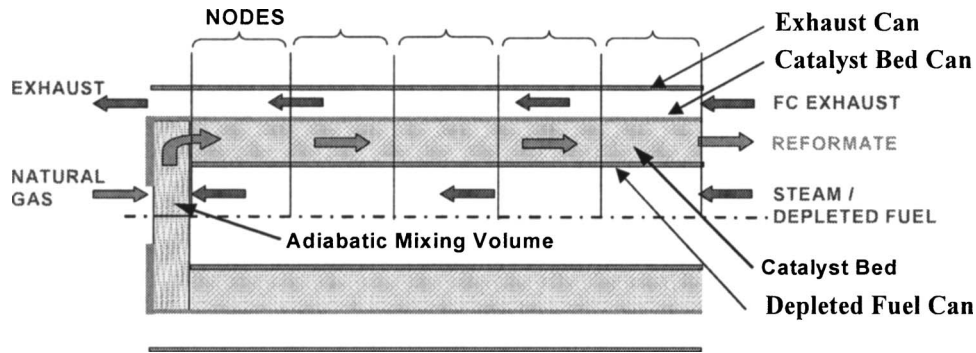 NODES
Exhaust Can
Catalyst Bed Can
EXHAUST
FC EXHAUST
REFORMATE
NATURAL
GAS
STEAM /
DEPLETED FUEL
Adiabatic Mixing Volume
Catalyst Bed
Depleted Fuel Can